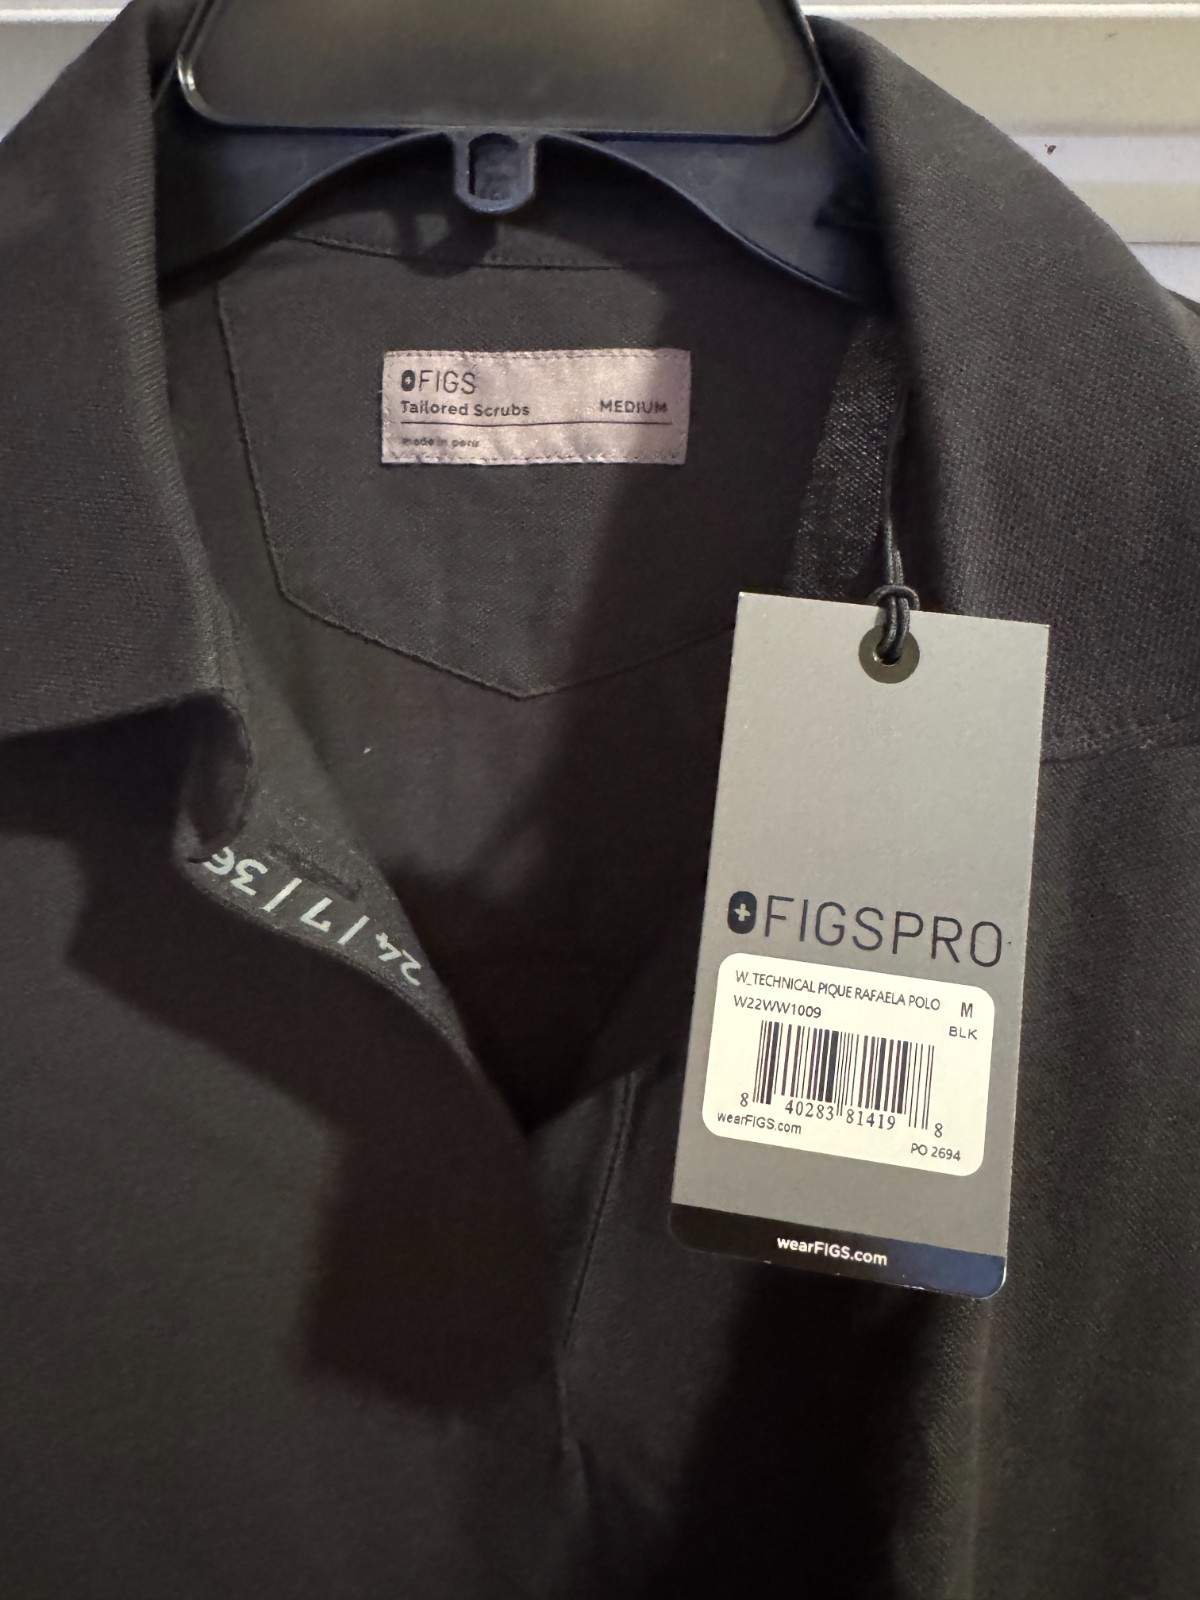 FIGS
Tailored Scrubs MEDIUM
made in peru
24/7/36
FIGSPRO
W_TECHNICAL PIQUE RAFAELA POLO M
W22WW1009 BLK
8 40283 81419 8
wearFIGS.com
PO 2694
wearFIGS.com